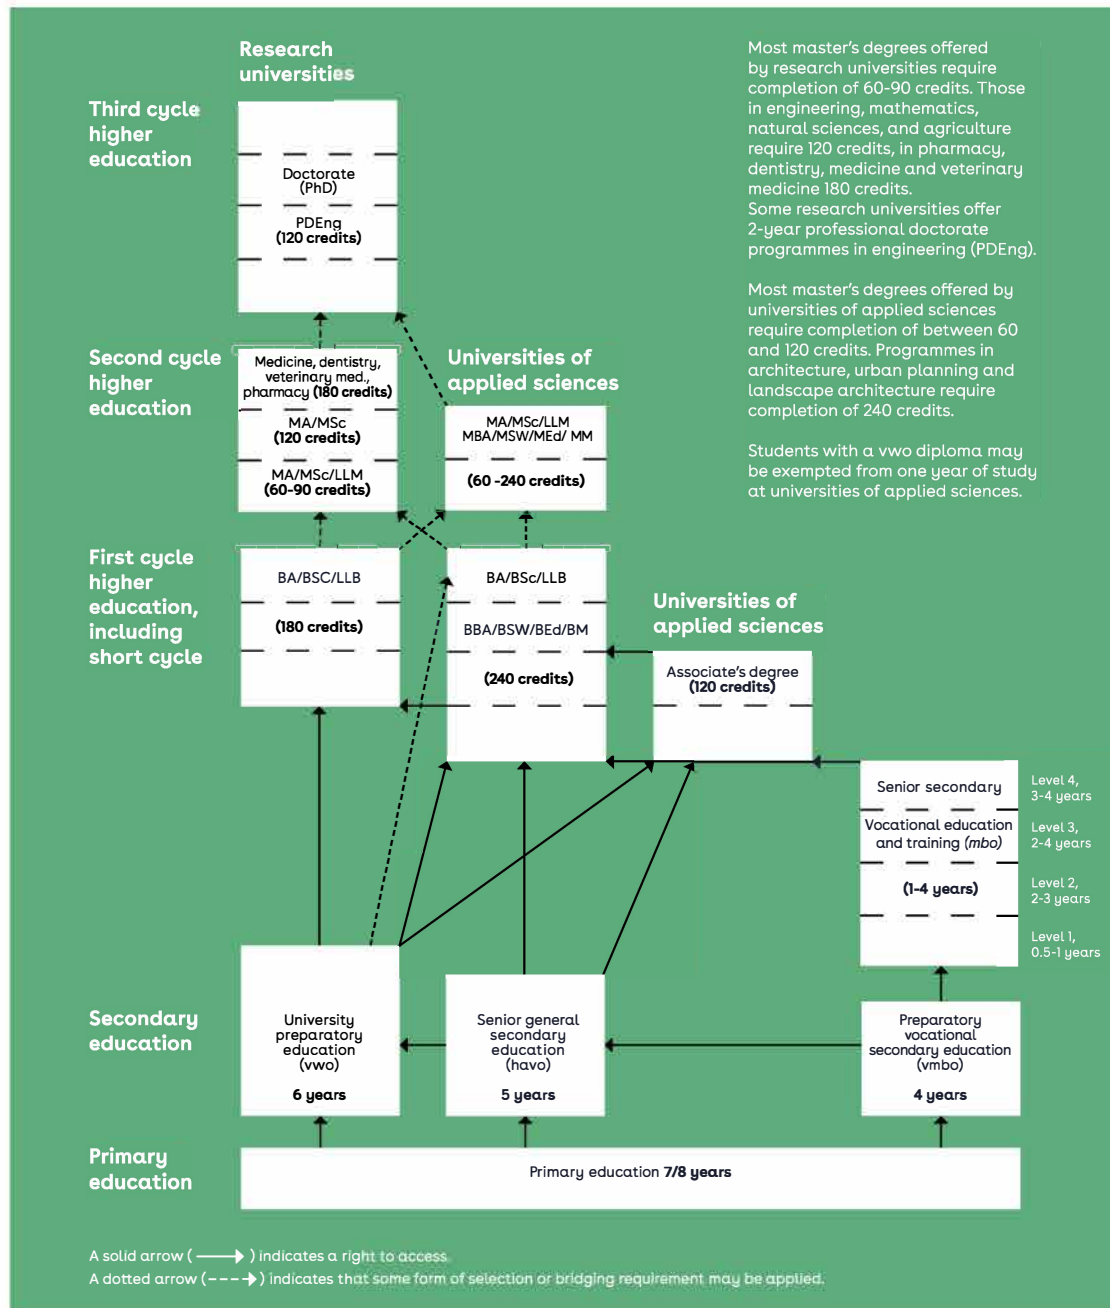 Research
universities
Third cycle
higher
education
Doctorate
(PhD)
PDEng
(120 credits)
Most master's degrees offered
by research universities require
completion of 60-90 credits. Those
in engineering, mathematics,
natural sciences, and agriculture
require 120 credits, in pharmacy,
dentistry, medicine and veterinary
medicine 180 credits.
Some research universities offer
2-year professional doctorate
programmes in engineering (PDEng).
Most master's degrees offered by
universities of applied sciences
require completion of between 60
and 120 credits. Programmes in
architecture, urban planning and
landscape architecture require
completion of 240 credits.
Students with a vwo diploma may
be exempted from one year of study
at universities of applied sciences.
Second cycle
higher
education
Medicine, dentistry,
veterinary med.,
pharmacy (180 credits)
MA/MSc
(120 credits)
MA/MSc/LLM
(60-90 credits)
Universities of
applied sciences
MA/MSc/LLM
MBA/MSW/MEd/ MM
(60 -240 credits)
First cycle
higher
education,
including
short cycle
BA/BSC/LLB
(180 credits)
BA/BSc/LLB
BBA/BSW/BEd/BM
(240 credits)
Universities of
applied sciences
Associate's degree
(120 credits)
Senior secondary
Vocational education
and training (mbo)
(1-4 years)
Level 4,
3-4 years
Level 3,
2-4 years
Level 2,
2-3 years
Level 1,
0.5-1 years
Secondary
education
University
preparatory
education
(vwo)
6 years
Senior general
secondary
education
(havo)
5 years
Preparatory
vocational
secondary education
(vmbo)
4 years
Primary
education
Primary education 7/8 years
A solid arrow ( ) indicates a right to access.
A dotted arrow ( ) indicates that some form of selection or bridging requirement may be applied.